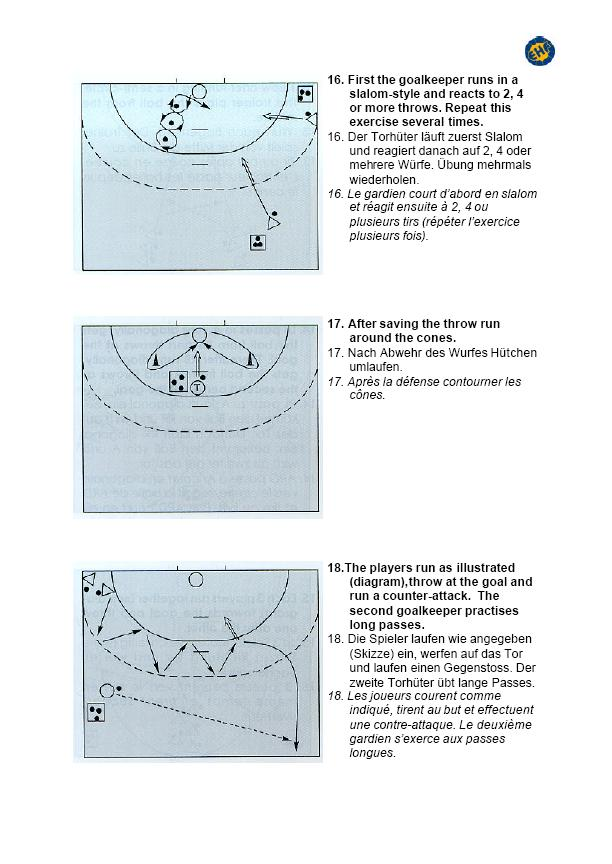 EHF
16. First the goalkeeper runs in a
slalom-style and reacts to 2, 4
or more throws. Repeat this
exercise several times.
16. Der Torhüter läuft zuerst Slalom
und reagiert danach auf 2, 4 oder
mehrere Würfe. Übung mehrmals
wiederholen.
16. Le gardien court d'abord en slalom
et réagit ensuite à 2, 4 ou
plusieurs tirs (répéter l'exercice
plusieurs fois).
17. After saving the throw run
around the cones.
17. Nach Abwehr des Wurfes Hütchen
umlaufen.
17. Après la défense contourner les
cônes.
T
18.The players run as illustrated
(diagram),throw at the goal and
run a counter-attack. The
second goalkeeper practises
long passes.
18. Die Spieler laufen wie angegeben
(Skizze) ein, werfen auf das Tor
und laufen einen Gegenstoss. Der
zweite Torhüter übt lange Passes.
18. Les joueurs courent comme
indiqué, tirent au but et effectuent
une contre-attaque. Le deuxième
gardien s'exerce aux passes
longues.